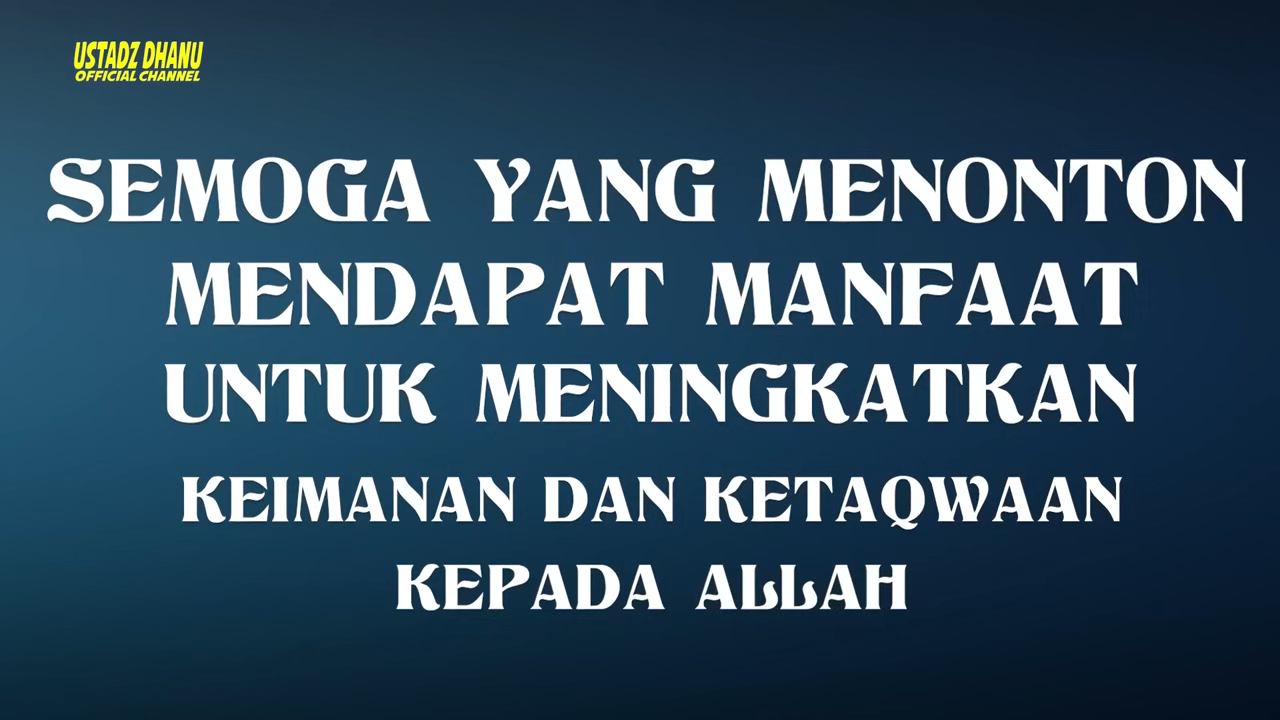 USTADZ DHANU
OFFICIAL CHANNEL
SEMOGA YANG MENONTON
MENDAPAT MANFAAT
UNTUK MENINGKATKAN
KEIMANAN DAN KETAQWAAN
KEPADA ALLAH